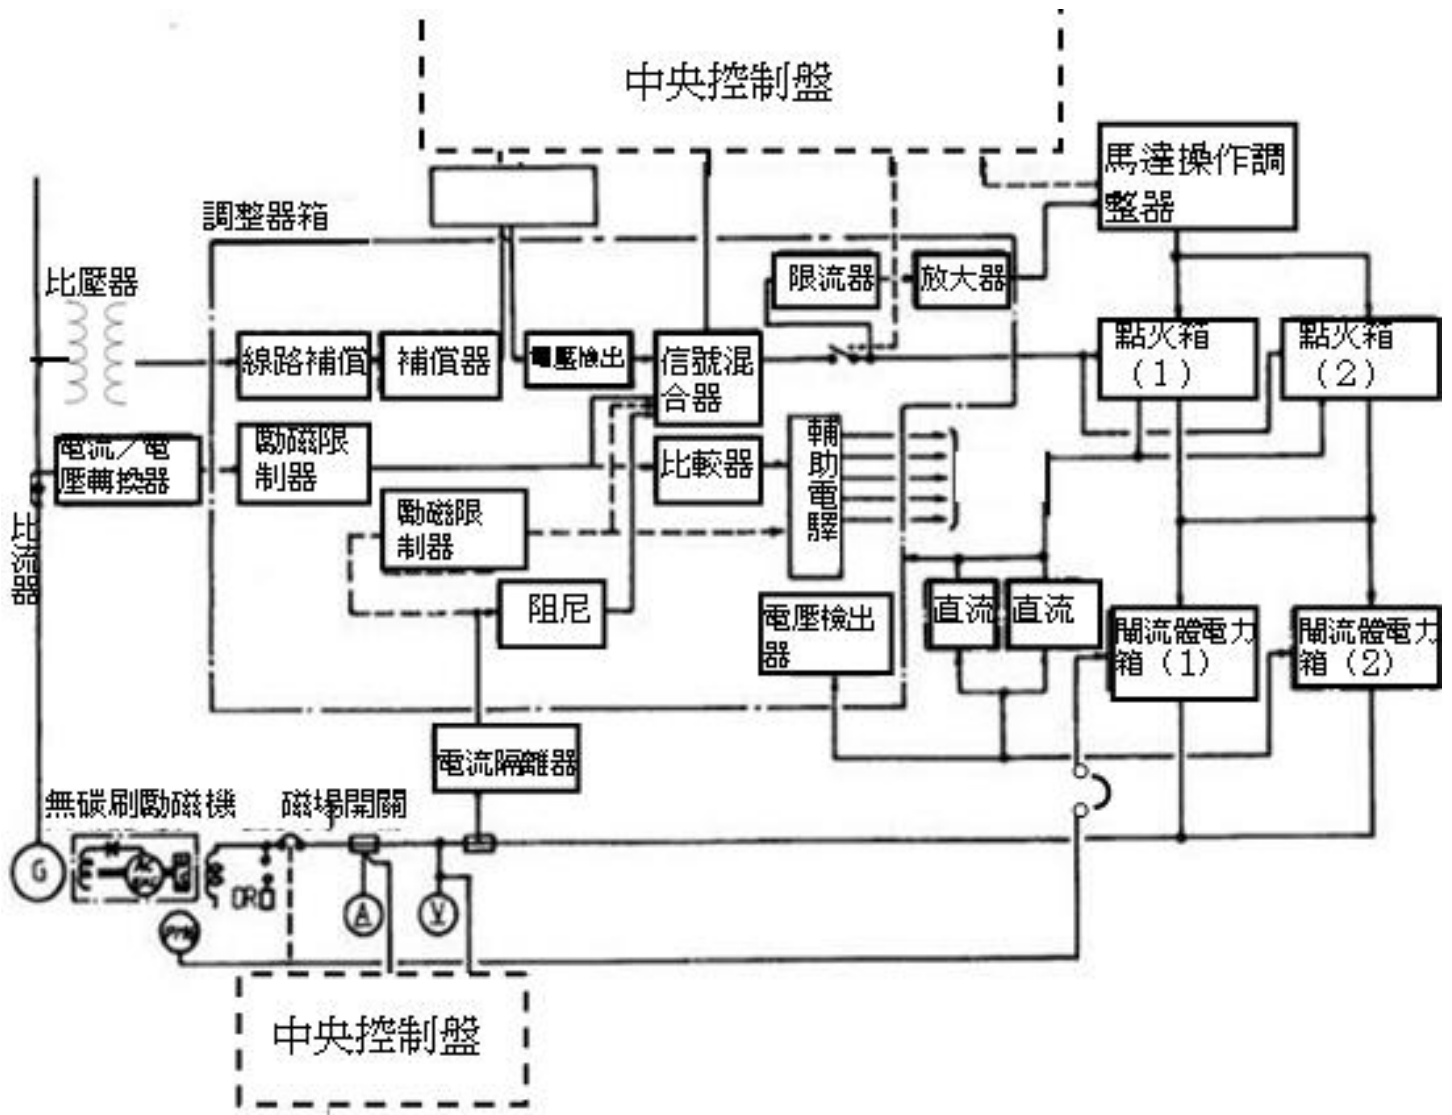 中央控制盤
馬達操作調
整器
調整器箱
比壓器
限流器
放大器
線路補償
補償器
電壓檢出
信號混
合器
點火箱
(1)
點火箱
(2)
電流／電
壓轉換器
勵磁限
制器
比較器
輔
助
電
驛
勵磁限
制器
比
流
器
阻尼
電壓檢出
器
直流
直流
閘流體電力
箱(1)
閘流體電力
箱(2)
電流隔離器
無碳刷勵磁機
磁場開關
G
AC
DR
A
V
PMG
中央控制盤